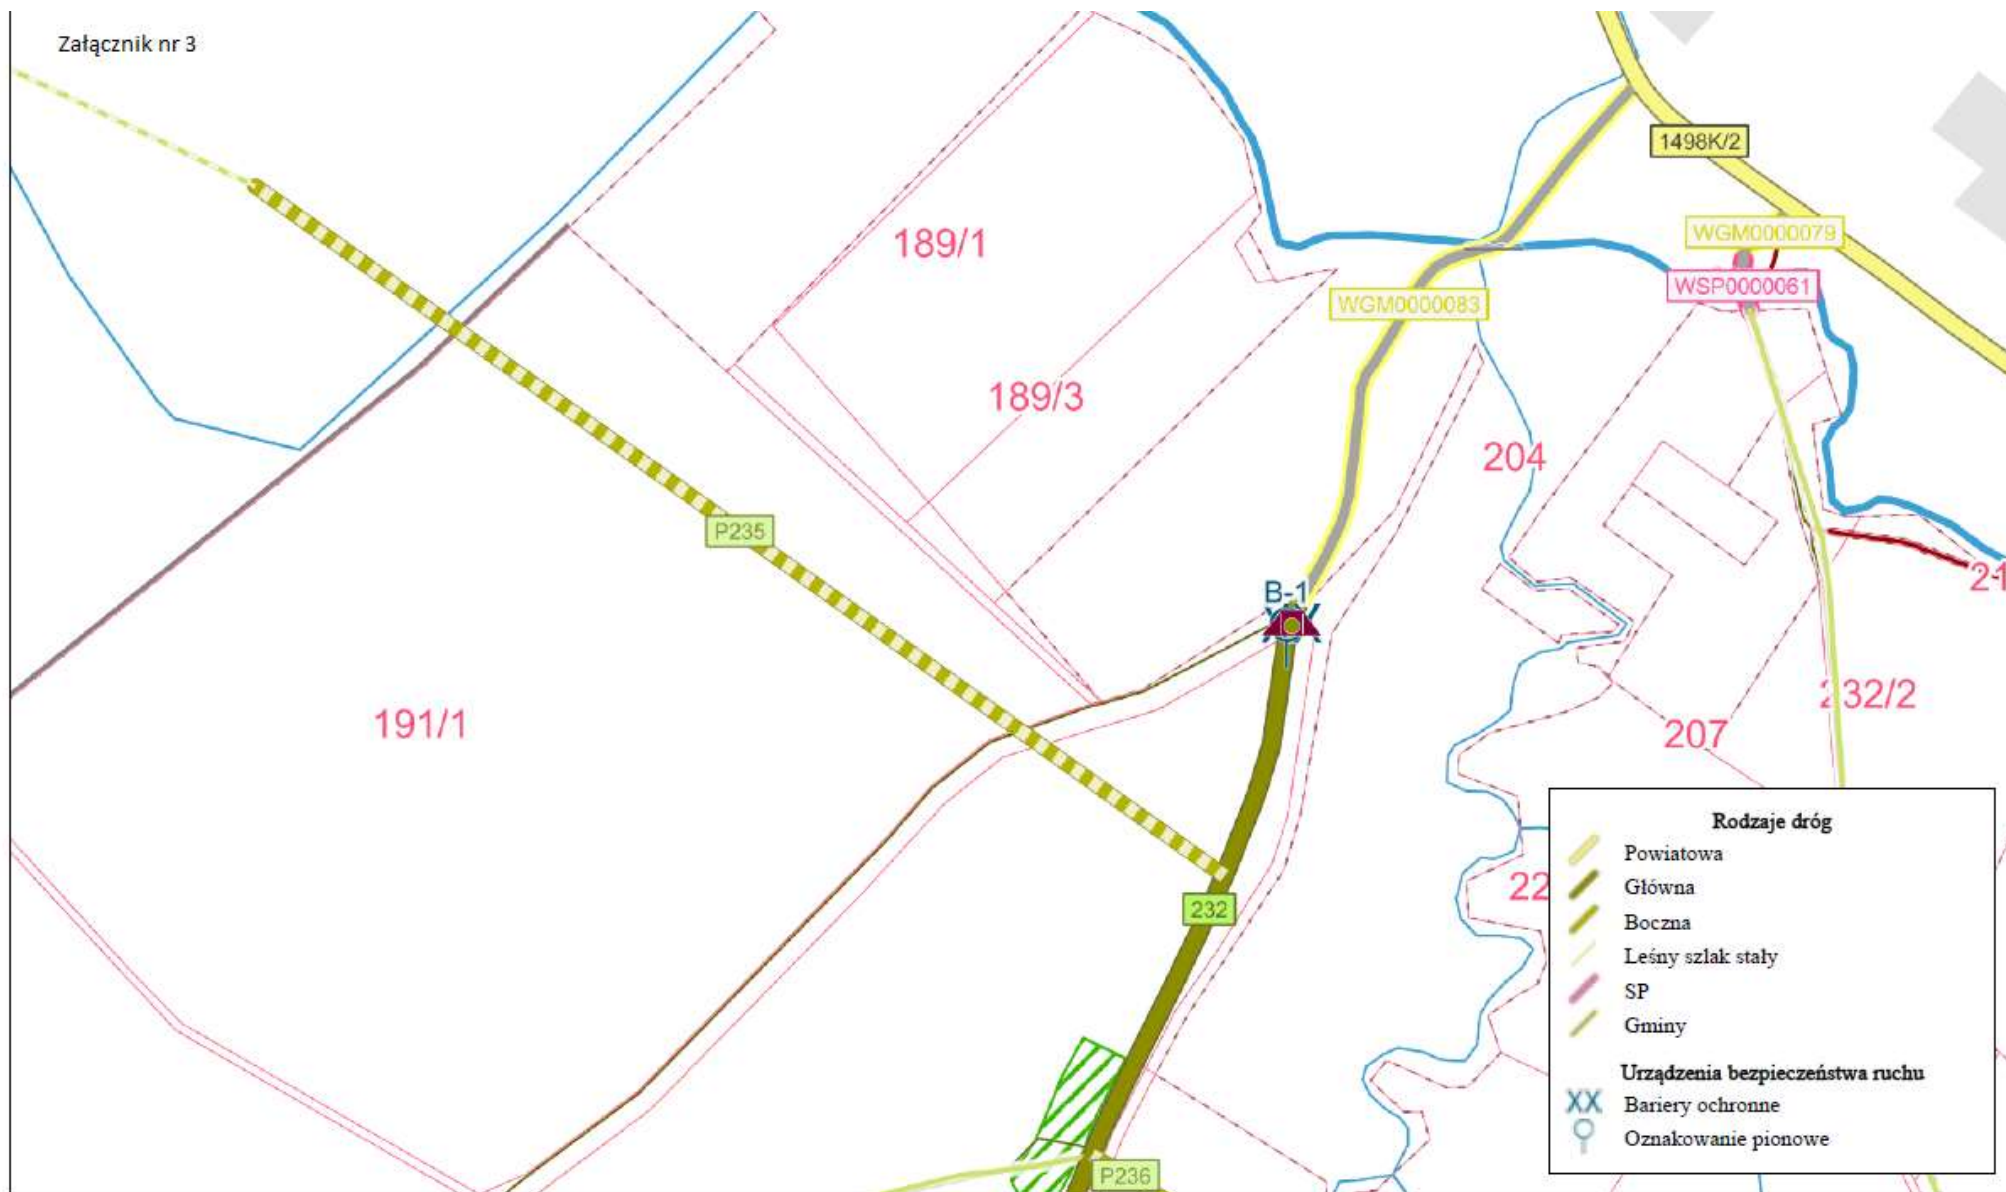 Załącznik nr 3
1498K/2
WGM0000079
189/1
WSP0000061
WGM0000083
189/3
204
P235
21
B-1
232/2
191/1
207
Rodzaje dróg
Powiatowa
22
Główna
232
Boczna
Leśny szlak stały
SP
Gminy
Urządzenia bezpieczeństwa ruchu
XX Bariery ochronne
Oznakowanie pionowe
P236